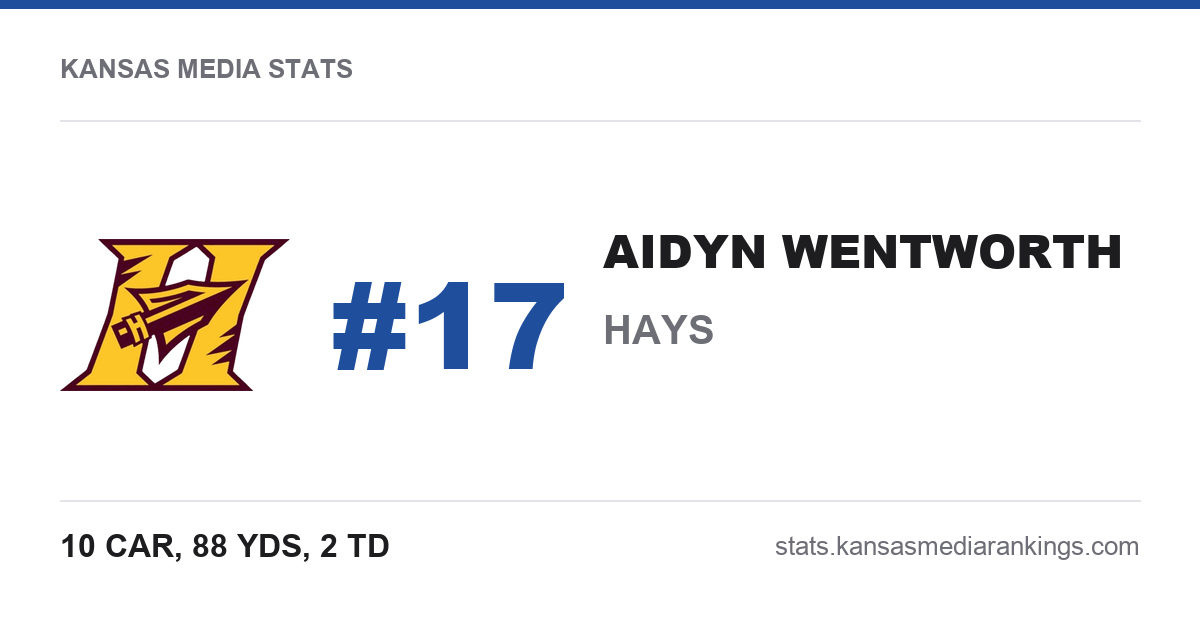 KANSAS MEDIA STATS
H
#17
AIDYN WENTWORTH
HAYS
10 CAR, 88 YDS, 2 TD
stats.kansasmediarankings.com